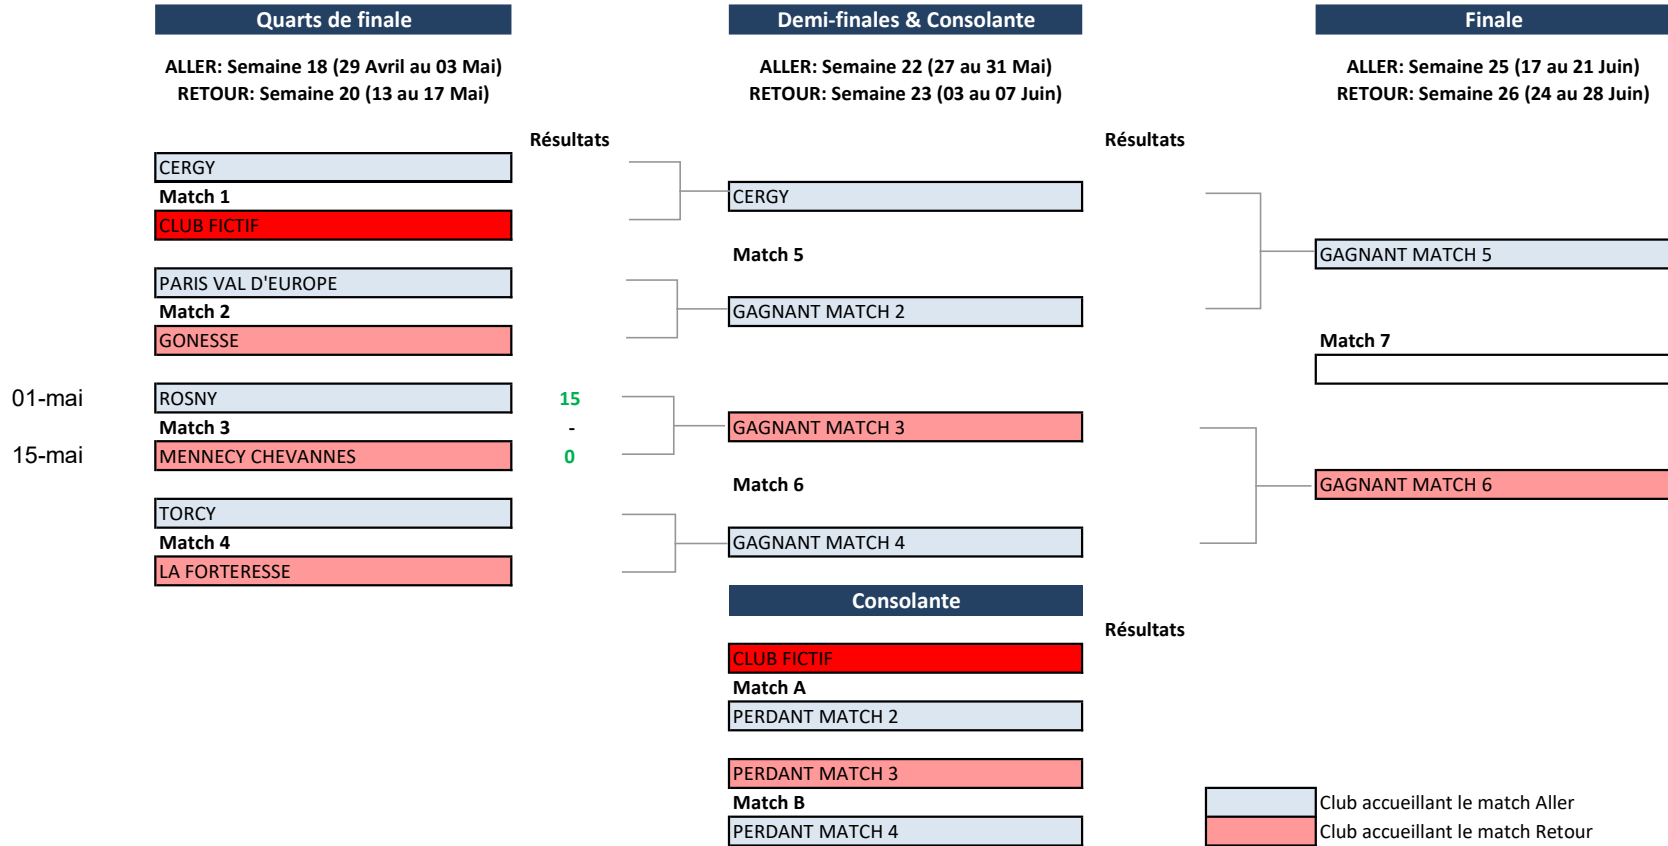 Quarts de finale
ALLER: Semaine 18 (29 Avril au 03 Mai)
RETOUR: Semaine 20 (13 au 17 Mai)
Résultats
CERGY
Match 1
CLUB FICTIF
PARIS VAL D'EUROPE
Match 2
GONESSE
01-mai
ROSNY
15
Match 3
-
15-mai
MENNECY CHEVANNES
0
TORCY
Match 4
LA FORTERESSE
Demi-finales & Consolante
ALLER: Semaine 22 (27 au 31 Mai)
RETOUR: Semaine 23 (03 au 07 Juin)
Résultats
CERGY
Match 5
GAGNANT MATCH 2
GAGNANT MATCH 3
Match 6
GAGNANT MATCH 4
Consolante
Résultats
CLUB FICTIF
Match A
PERDANT MATCH 2
PERDANT MATCH 3
Match B
PERDANT MATCH 4
Finale
ALLER: Semaine 25 (17 au 21 Juin)
RETOUR: Semaine 26 (24 au 28 Juin)
GAGNANT MATCH 5
Match 7
GAGNANT MATCH 6
Club accueillant le match Aller
Club accueillant le match Retour